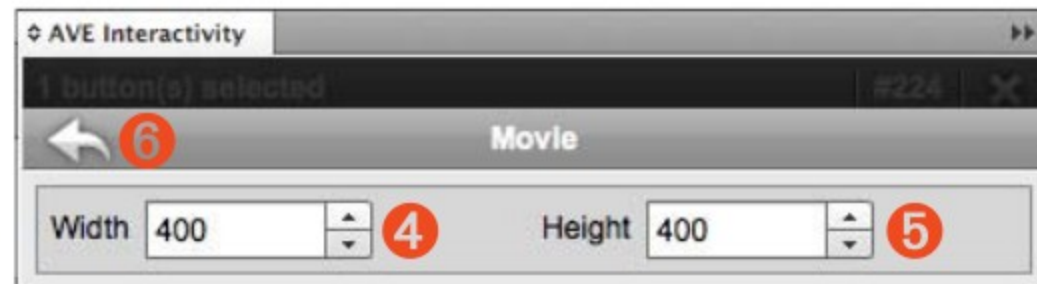 AVE Interactivity
1 button(s) selected #224
6 Movie
Width 400 4 Height 400 5